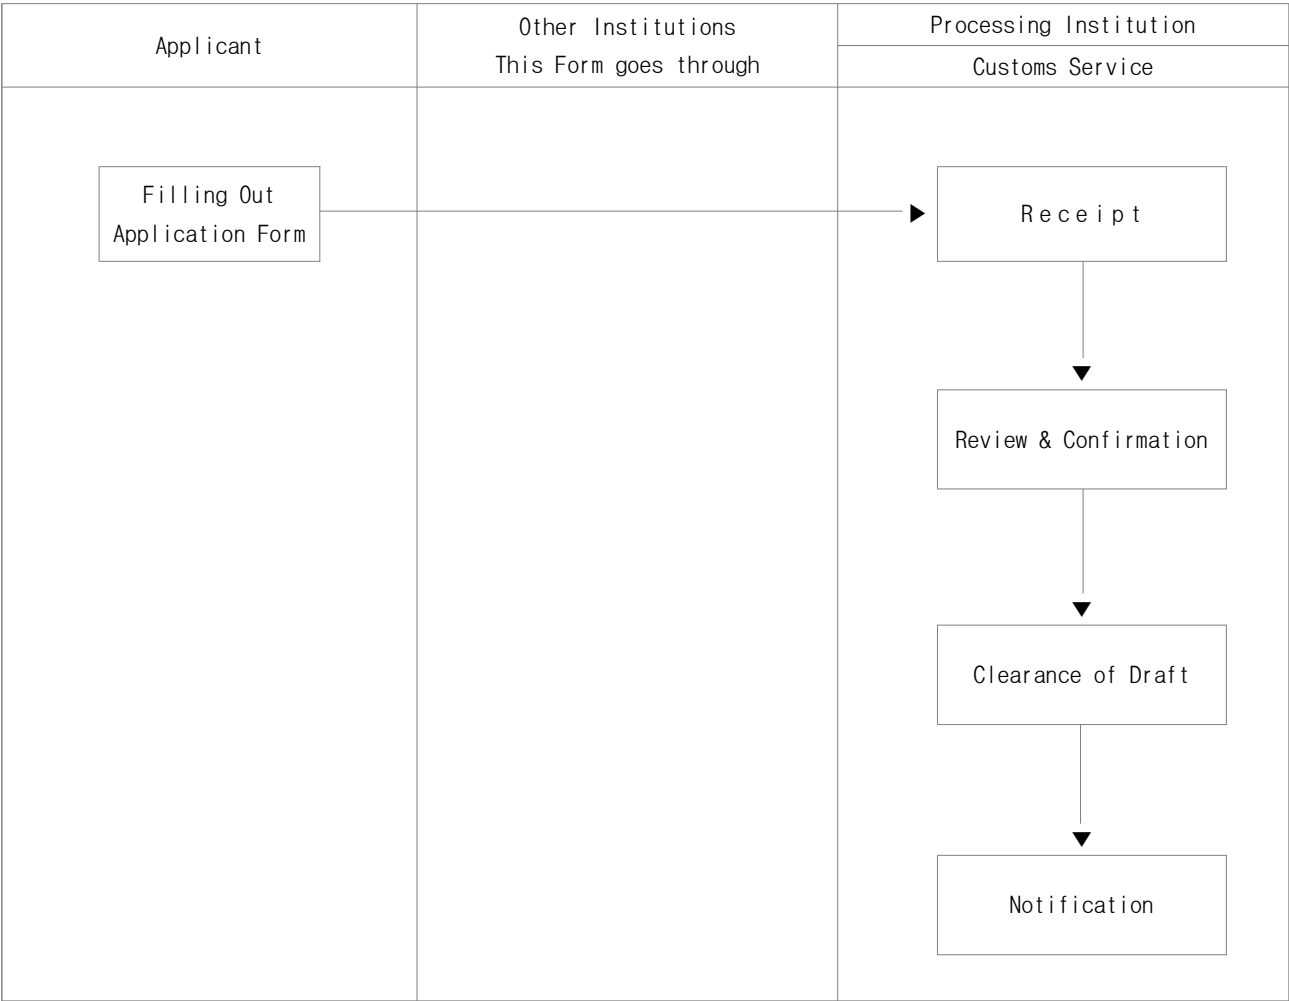 Applicant
Other Institutions
This Form goes through
Processing Institution
Customs Service
Filling Out
Application Form
Receipt
Review & Confirmation
Clearance of Draft
Notification